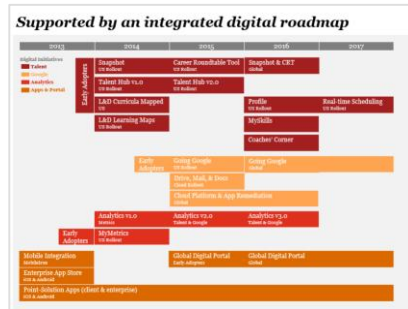 Supported by an integrated digital roadmap
2013
2014
2015
2016
2017
Digital Initiatives
Talent
Google
Analytics
Apps & Portal
Early Adopters
Snapshot
US Rollout
Career Roundtable Tool
US Rollout
Snapshot & CRT
Global
Talent Hub v1.0
US Rollout
Talent Hub v2.0
US Rollout
L&D Curricula Mapped
US
Profile
US Rollout
Real-time Scheduling
US Rollout
L&D Learning Maps
US Rollout
MySkills
Coaches' Corner
Early
Adopters
Going Google
US Rollout
Going Google
Global
Drive, Mail, & Docs
Cloud Platform & App Remediation
Global
Analytics v1.0
Metrics
Analytics v2.0
Talent & Google
Analytics v3.0
Talent & Google
Early
Adopters
MyMetrics
US Rollout
Mobile Integration
Global Digital Portal
Early Adopters
Global Digital Portal
Global
Enterprise App Store
iOS & Android
Point-Solution Apps (client & enterprise)
iOS & Android